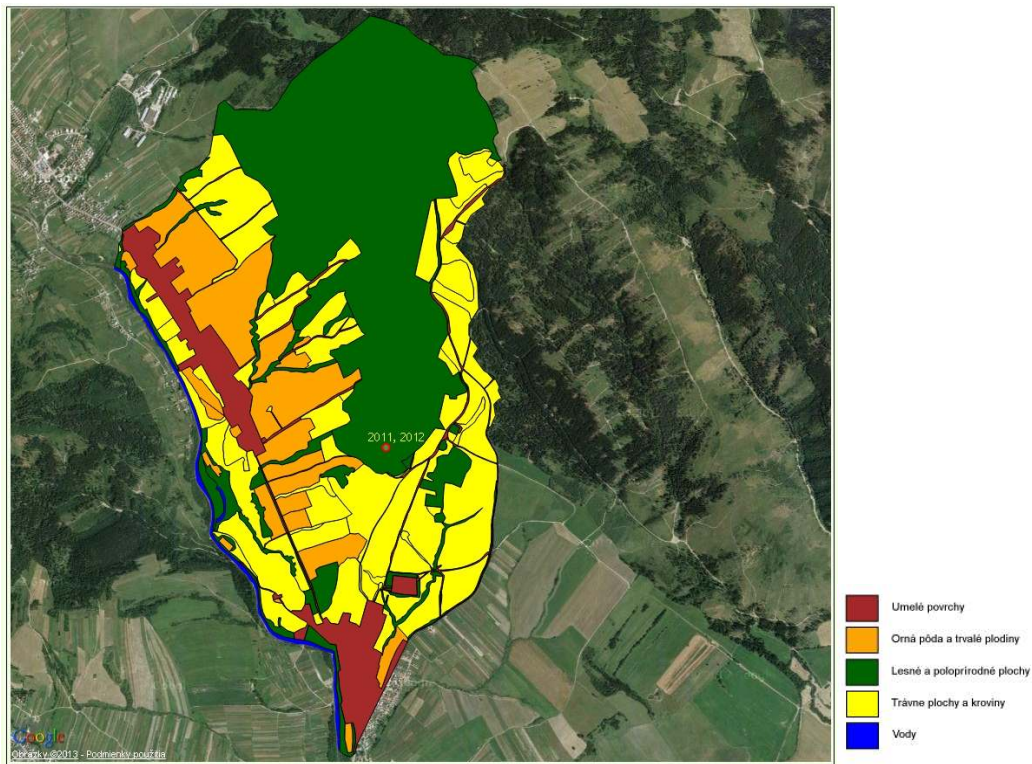 2011, 2012
Umelé povrchy
Orná pôda a trvalé plodiny
Lesné a poloprírodné plochy
Trávne plochy a kroviny
Vody
Google
Obrázky ©2013 - Podmienky použitia